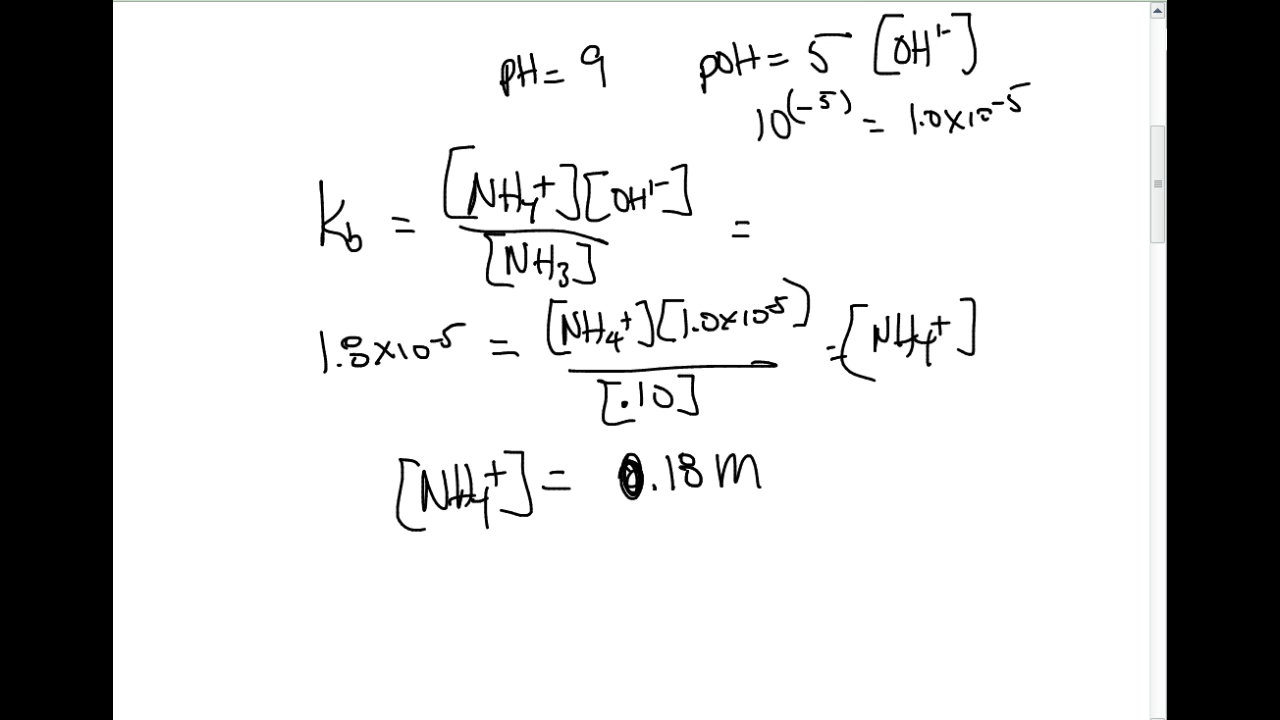 pH = 9 pOH = 5 [OH¹⁻]
10^(-5) = 1.0x10⁻⁵
Kb = [NH₄⁺][OH¹⁻] / [NH₃] =
1.8x10⁻⁵ = [NH₄⁺][1.0x10⁻⁵] / [.10] = [NH₄⁺]
[NH₄⁺] = 0.18 M